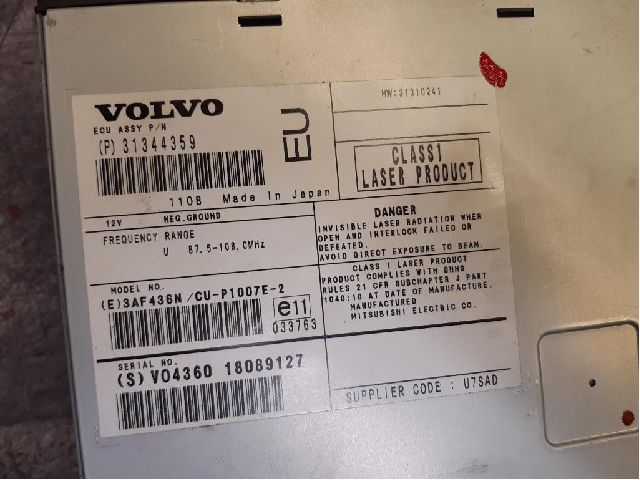 VOLVO
ECU ASSY P/N
(P) 31344359
EU
1108 Made In Japan
12V NEG.GROUND
FREQUENCY RANGE
U 87.5-108.0MHz
MODEL NO.
(E)3AF436N/CU-P1007E-2
e11
033763
SERIAL NO.
(S) V04360 18089127
HW:31310241
CLASS1
LASER PRODUCT
DANGER
INVISIBLE LASER RADIATION WHEN
OPEN AND INTERLOCK FAILED OR
DEFEATED.
AVOID DIRECT EXPOSURE TO BEAM.
CLASS 1 LASER PRODUCT
PRODUCT COMPLIES WITH DHHS
RULES 21 CFR SUBCHAPTER J PART
1040:10 AT DATE OF MANUFACTURE.
MANUFACTURED
MITSUBISHI ELECTRIC CO.
SUPPLIER CODE : U7SAD